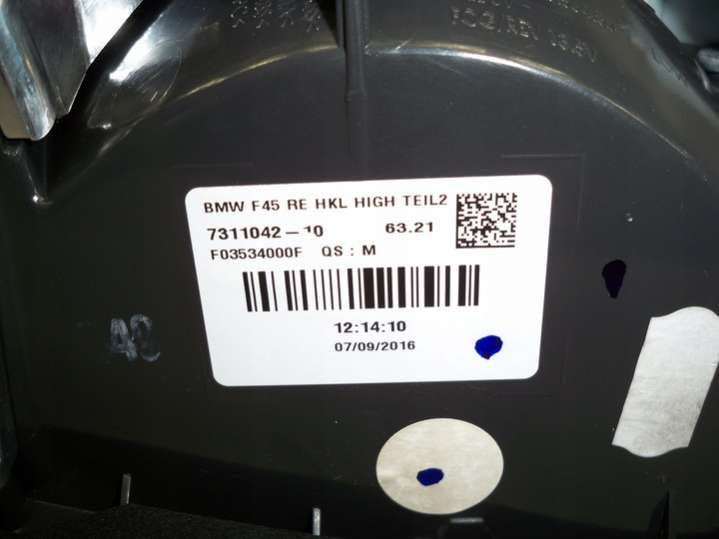 BMW F45 RE HKL HIGH TEIL2
7311042-10 63.21
F03534000F QS : M
12:14:10
07/09/2016